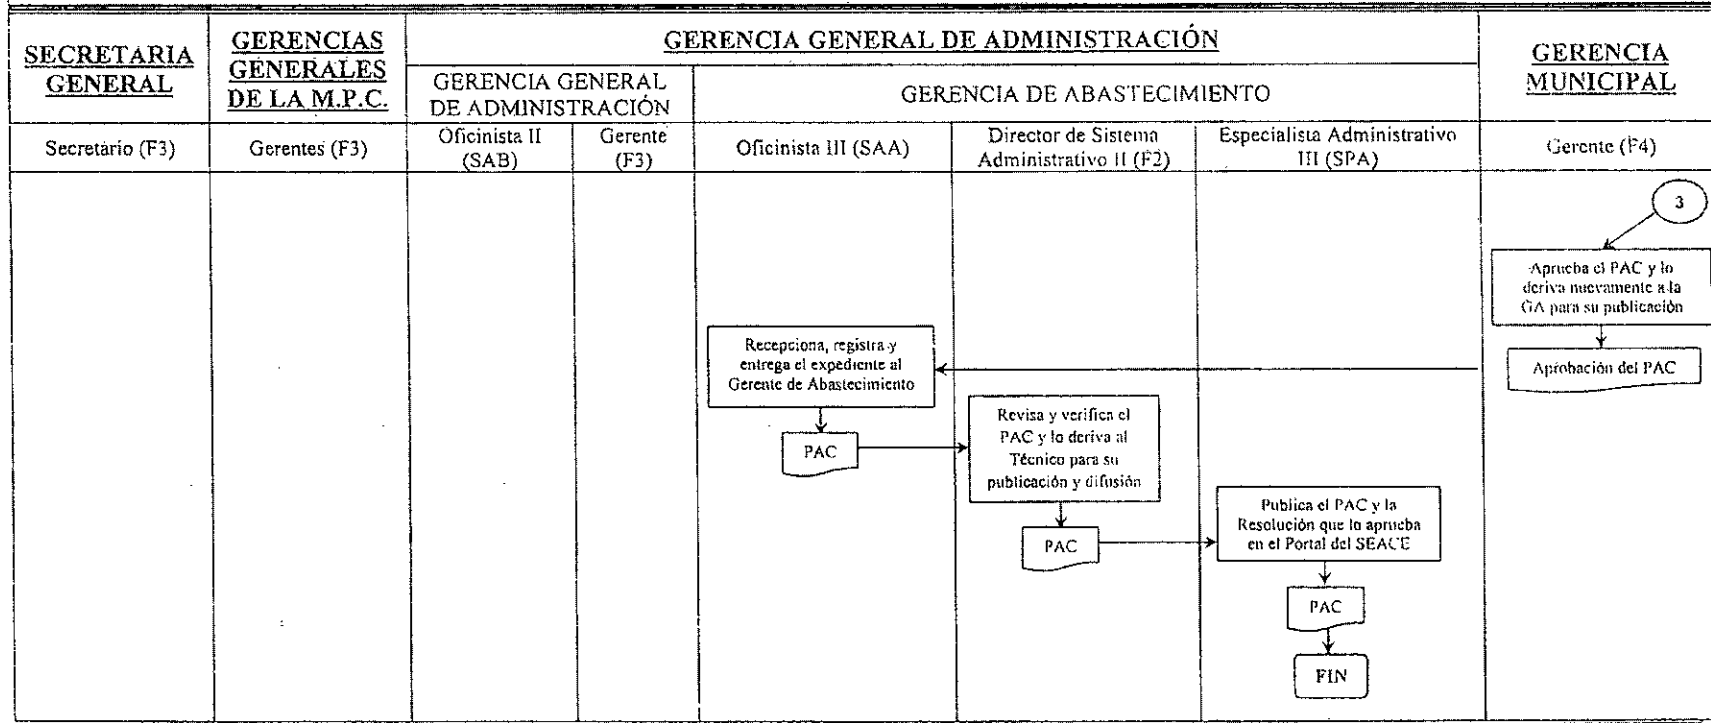 SECRETARIA
GENERAL
GERENCIAS
GENERALES
DE LA M.P.C.
GERENCIA GENERAL DE ADMINISTRACIÓN
GERENCIA GENERAL
DE ADMINISTRACIÓN
GERENCIA DE ABASTECIMIENTO
GERENCIA
MUNICIPAL
Secretario (F3)
Gerentes (F3)
Oficinista II
(SAB)
Gerente
(F3)
Oficinista III (SAA)
Director de Sistema
Administrativo II (F2)
Especialista Administrativo
III (SPA)
Gerente (F4)
3
Aprueba el PAC y lo
deriva nuevamente a la
GA para su publicación
Aprobación del PAC
Recepciona, registra y
entrega el expediente al
Gerente de Abastecimiento
PAC
Revisa y verifica el
PAC y lo deriva al
Técnico para su
publicación y difusión
PAC
Publica el PAC y la
Resolución que lo aprueba
en el Portal del SEACE
PAC
FIN